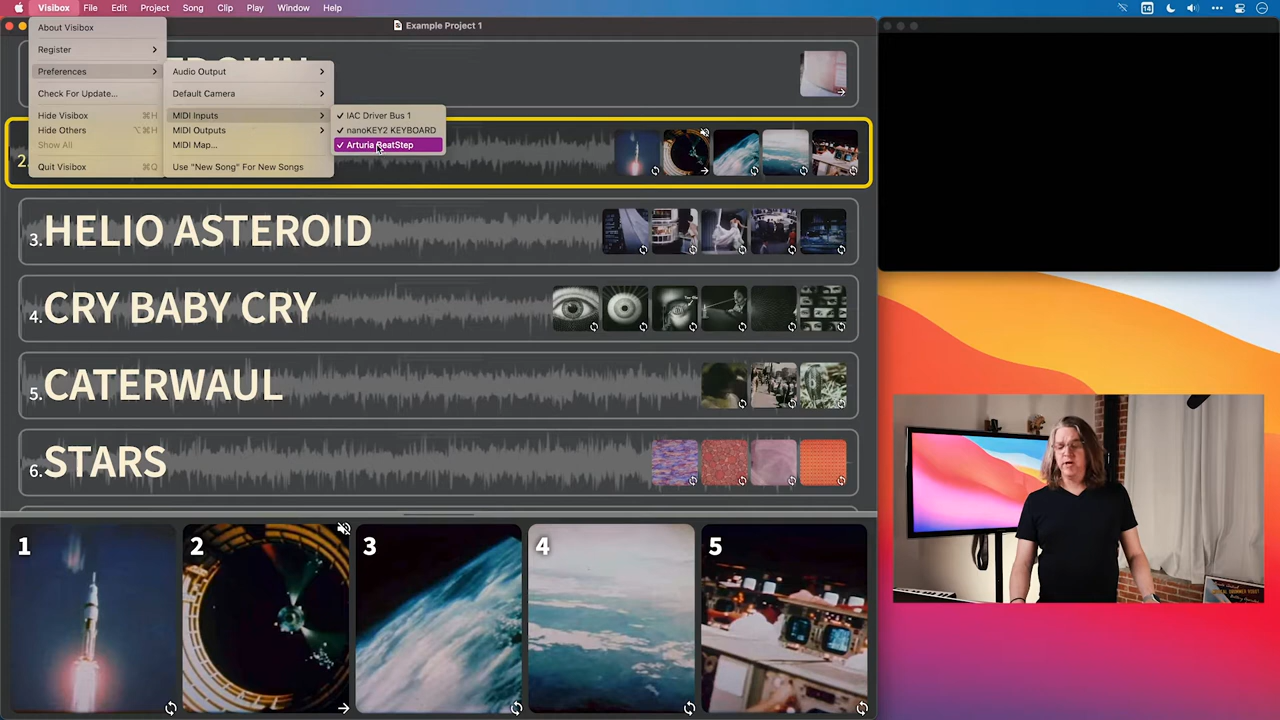 Visibox File Edit Project Song Clip Play Window Help
14
Example Project 1
About Visibox
Register
Preferences
Check For Update...
Hide Visibox ⌘H
Hide Others ⌥⌘H
Show All
Quit Visibox ⌘Q
Audio Output
Default Camera
MIDI Inputs
MIDI Outputs
MIDI Map...
Use "New Song" For New Songs
✓ IAC Driver Bus 1
✓ nanoKEY2 KEYBOARD
✓ Arturia BeatStep
2.
3. HELIO ASTEROID
4. CRY BABY CRY
5. CATERWAUL
6. STARS
1 2 3 4 5